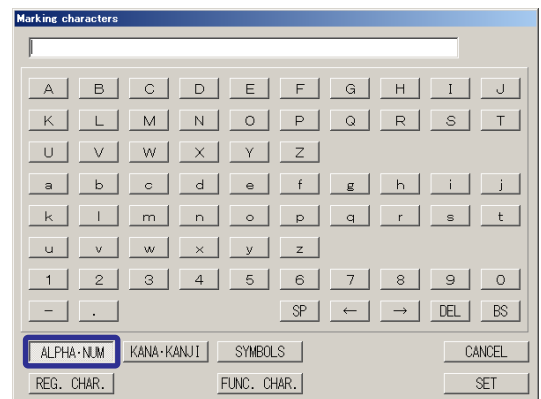 Marking characters
A B C D E F G H I J
K L M N O P Q R S T
U V W X Y Z
a b c d e f g h i j
k l m n o p q r s t
u v w x y z
1 2 3 4 5 6 7 8 9 0
- . SP ← → DEL BS
ALPHA·NUM KANA·KANJI SYMBOLS CANCEL
REG. CHAR. FUNC. CHAR. SET